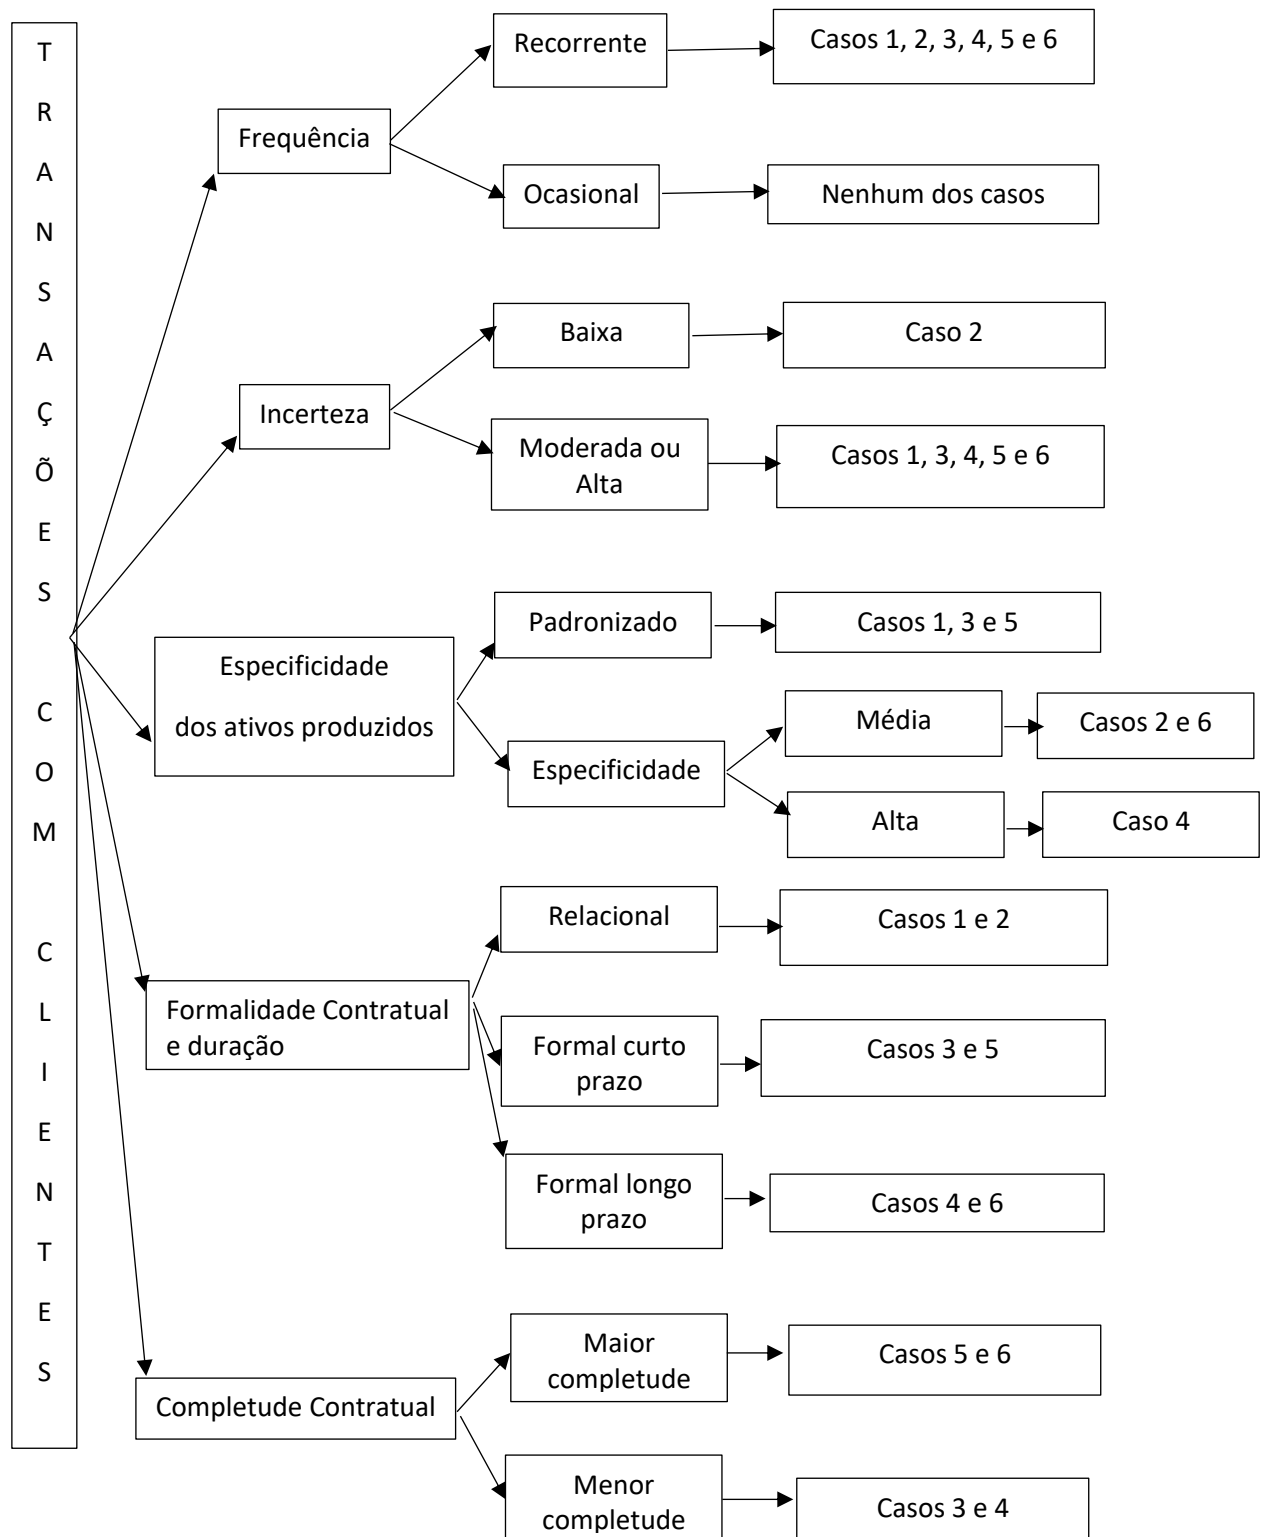 TRANSAÇÕES COM CLIENTES
Frequência
Recorrente
Casos 1, 2, 3, 4, 5 e 6
Ocasional
Nenhum dos casos
Incerteza
Baixa
Caso 2
Moderada ou
Alta
Casos 1, 3, 4, 5 e 6
Especificidade
dos ativos produzidos
Padronizado
Casos 1, 3 e 5
Especificidade
Média
Casos 2 e 6
Alta
Caso 4
Formalidade Contratual
e duração
Relacional
Casos 1 e 2
Formal curto
prazo
Casos 3 e 5
Formal longo
prazo
Casos 4 e 6
Completude Contratual
Maior
completude
Casos 5 e 6
Menor
completude
Casos 3 e 4